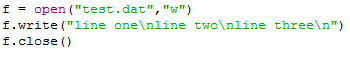 f = open("test.dat","w")
f.write("line one\nline two\nline three\n")
f.close()